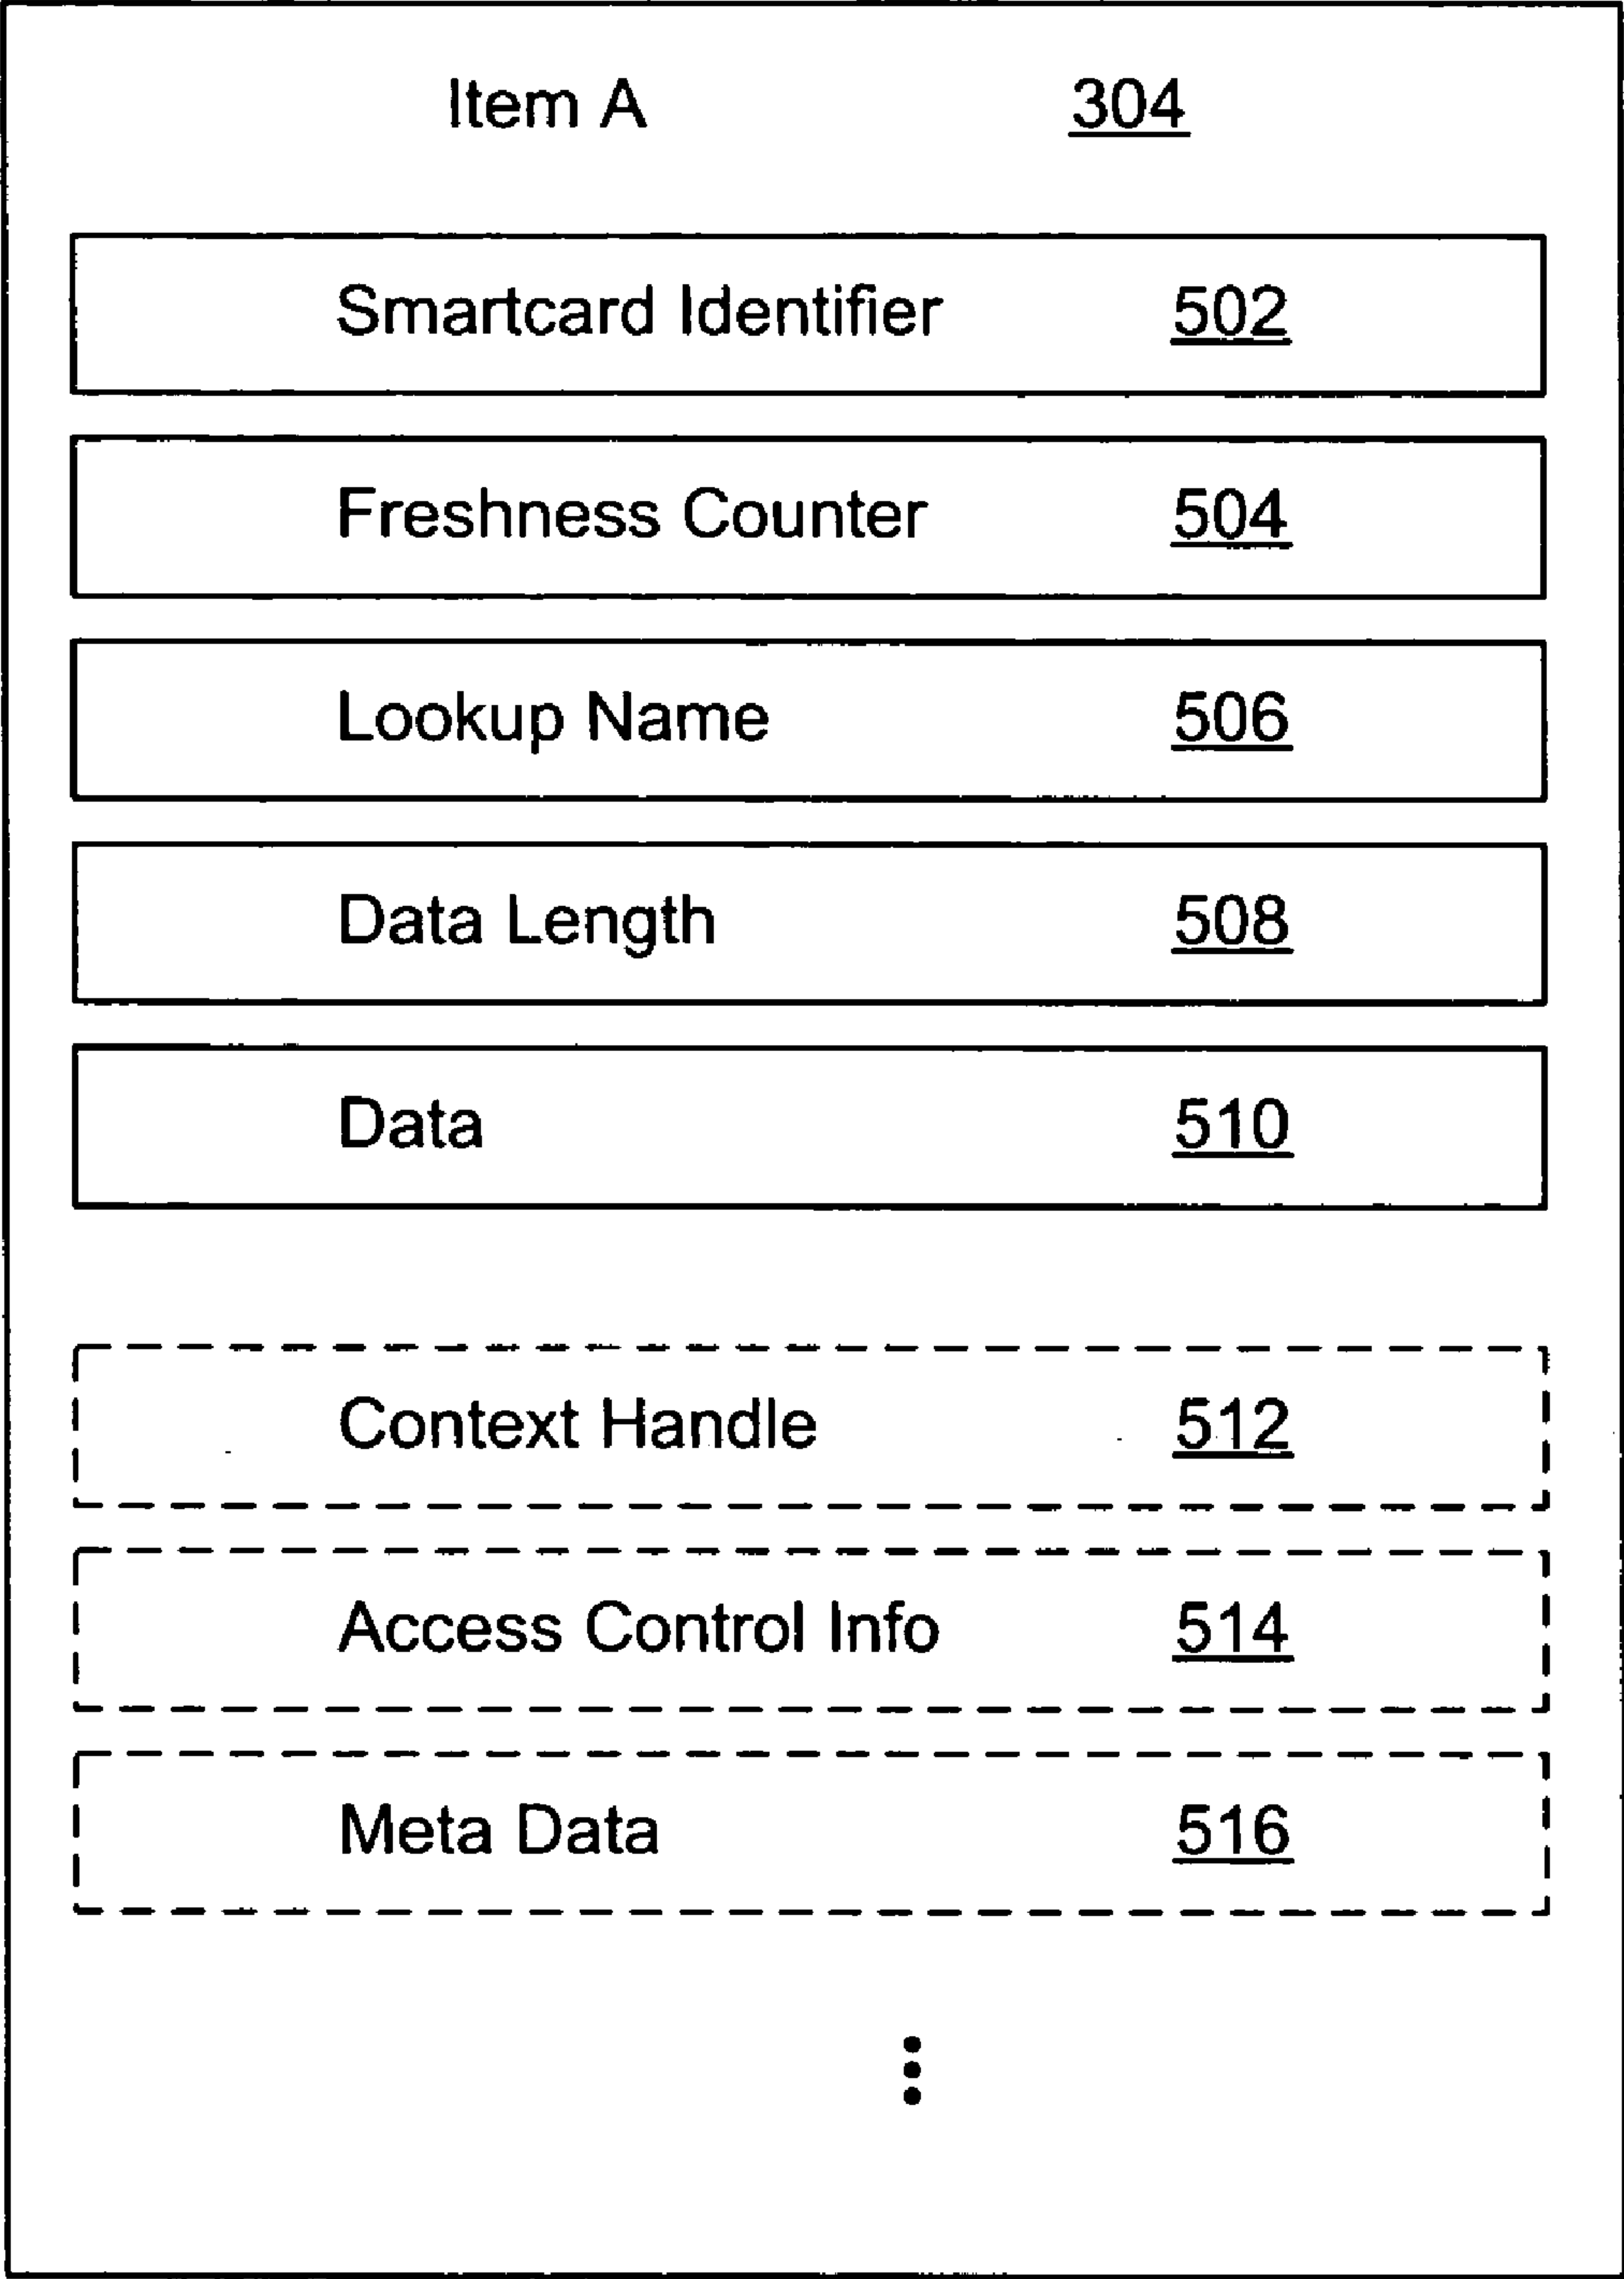 Item A 304
Smartcard Identifier 502
Freshness Counter 504
Lookup Name 506
Data Length 508
Data 510
Context Handle 512
Access Control Info 514
Meta Data 516